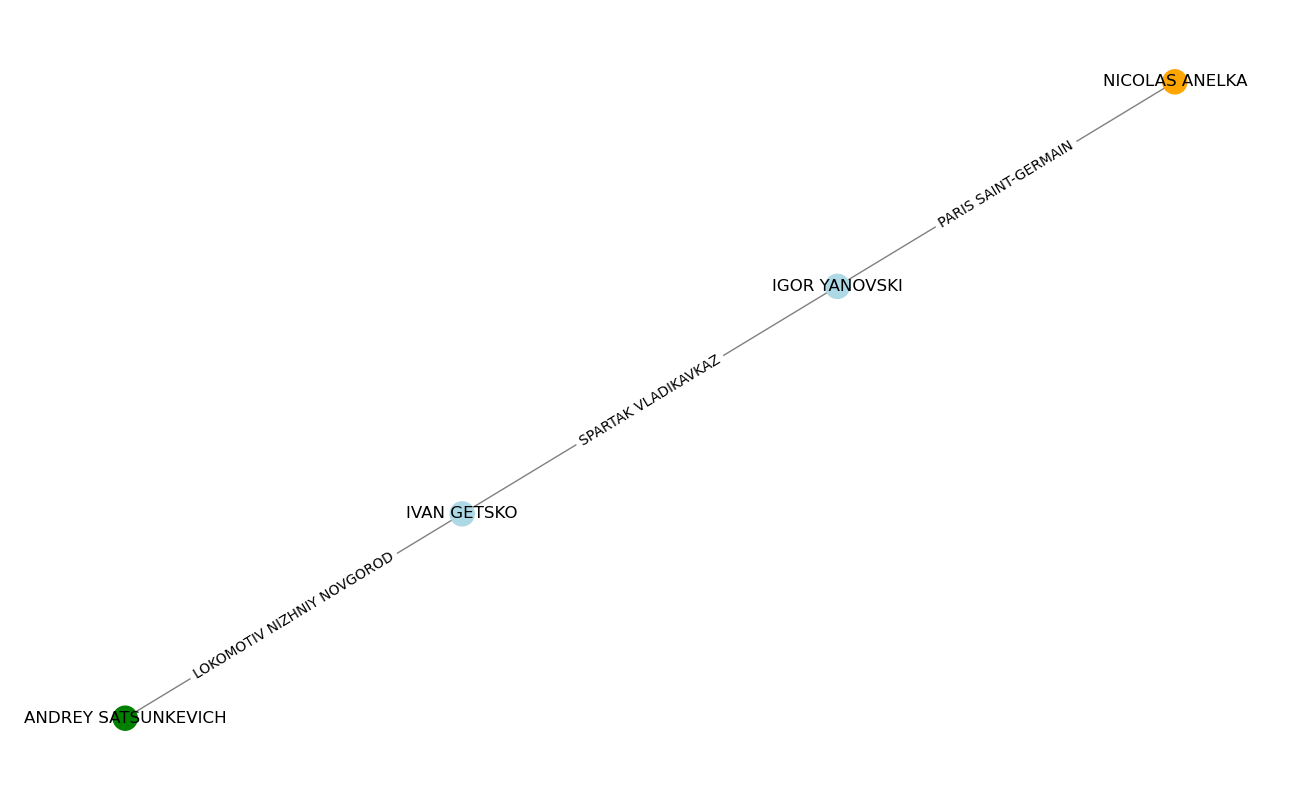 NICOLAS ANELKA
PARIS SAINT-GERMAIN
IGOR YANOVSKI
SPARTAK VLADIKAVKAZ
IVAN GETSKO
LOKOMOTIV NIZHNIY NOVGOROD
ANDREY SATSUNKEVICH